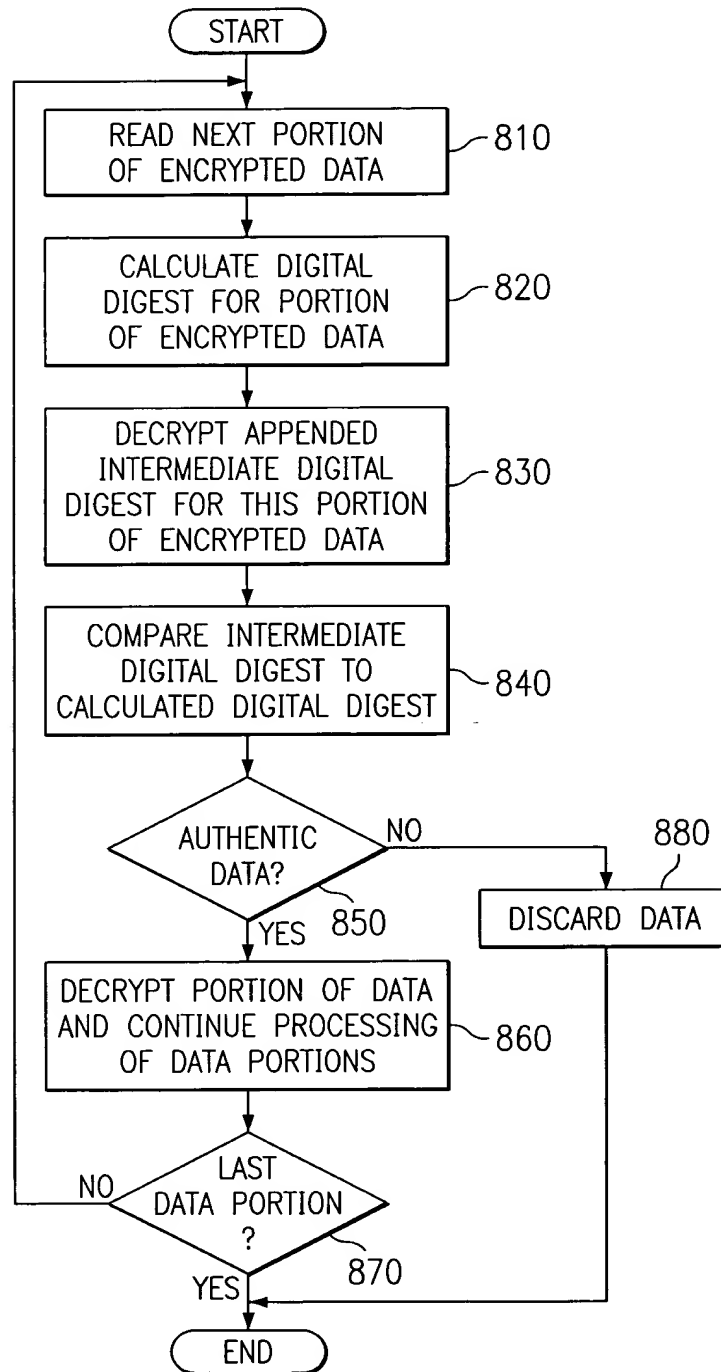 START
READ NEXT PORTION
OF ENCRYPTED DATA
810
CALCULATE DIGITAL
DIGEST FOR PORTION
OF ENCRYPTED DATA
820
DECRYPT APPENDED
INTERMEDIATE DIGITAL
DIGEST FOR THIS PORTION
OF ENCRYPTED DATA
830
COMPARE INTERMEDIATE
DIGITAL DIGEST TO
CALCULATED DIGITAL DIGEST
840
AUTHENTIC
DATA?
850
NO
880
DISCARD DATA
YES
DECRYPT PORTION OF DATA
AND CONTINUE PROCESSING
OF DATA PORTIONS
860
LAST
DATA PORTION
?
870
NO
YES
END